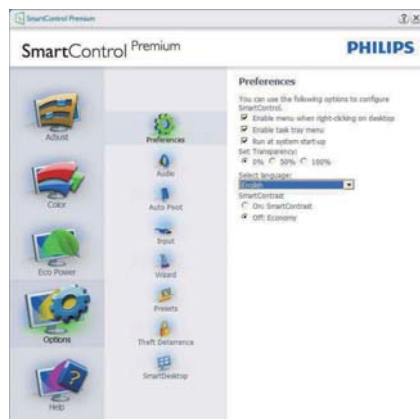 SmartControl Premium
SmartControl Premium
PHILIPS
Adjust
Color
Eco Power
Options
Help
Preferences
Audio
Auto Pivot
Input
Wizard
Presets
Theft Deterrence
SmartDesktop
Preferences
You can use the following options to configure
SmartControl.
Enable menu when right-clicking on desktop
Enable task tray menu
Run at system start-up
Set Transparency:
0% 50% 100%
Select language:
English
SmartContrast
On: SmartContrast
Off: Economy